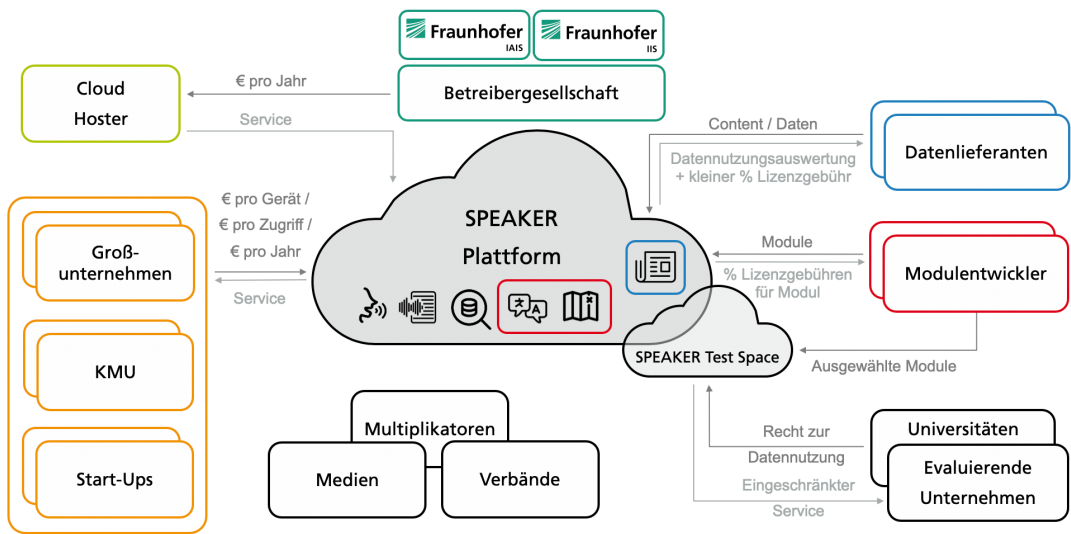 Fraunhofer
IAIS
Fraunhofer
IIS
Betreibergesellschaft
Cloud
Hoster
€ pro Jahr
Service
Content / Daten
Datennutzungsauswertung
+ kleiner % Lizenzgebühr
Datenlieferanten
€ pro Gerät /
€ pro Zugriff /
€ pro Jahr
Service
Groß-
unternehmen
KMU
Start-Ups
SPEAKER
Plattform
A
Module
% Lizenzgebühren
für Modul
Modulentwickler
SPEAKER Test Space
Ausgewählte Module
Multiplikatoren
Medien
Verbände
Recht zur
Datennutzung
Eingeschränkter
Service
Universitäten
Evaluierende
Unternehmen